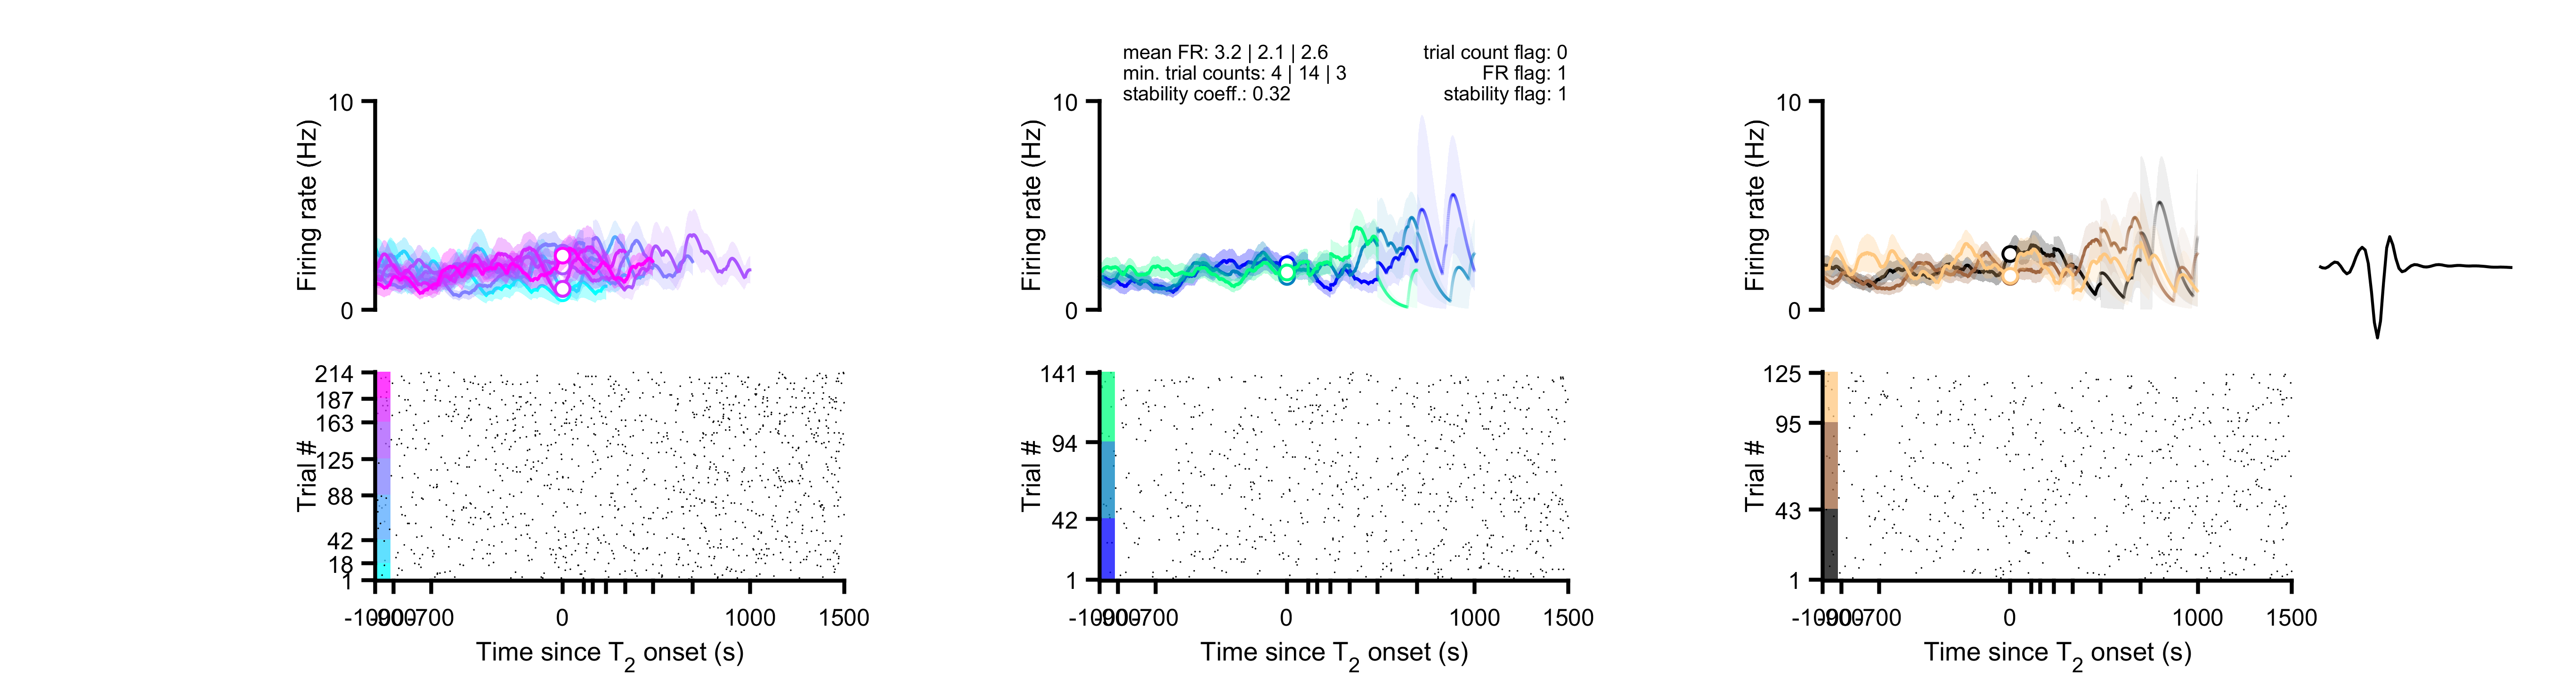 mean FR: 3.2 | 2.1 | 2.6
min. trial counts: 4 | 14 | 3
stability coeff.: 0.32
trial count flag: 0
FR flag: 1
stability flag: 1
10
0
Firing rate (Hz)
10
0
Firing rate (Hz)
10
0
Firing rate (Hz)
214
187
163
125
88
42
18
1
Trial #
-700
0
1000
1500
Time since T2 onset (s)
141
94
42
1
Trial #
-700
0
1000
1500
Time since T2 onset (s)
125
95
43
1
Trial #
-700
0
1000
1500
Time since T2 onset (s)